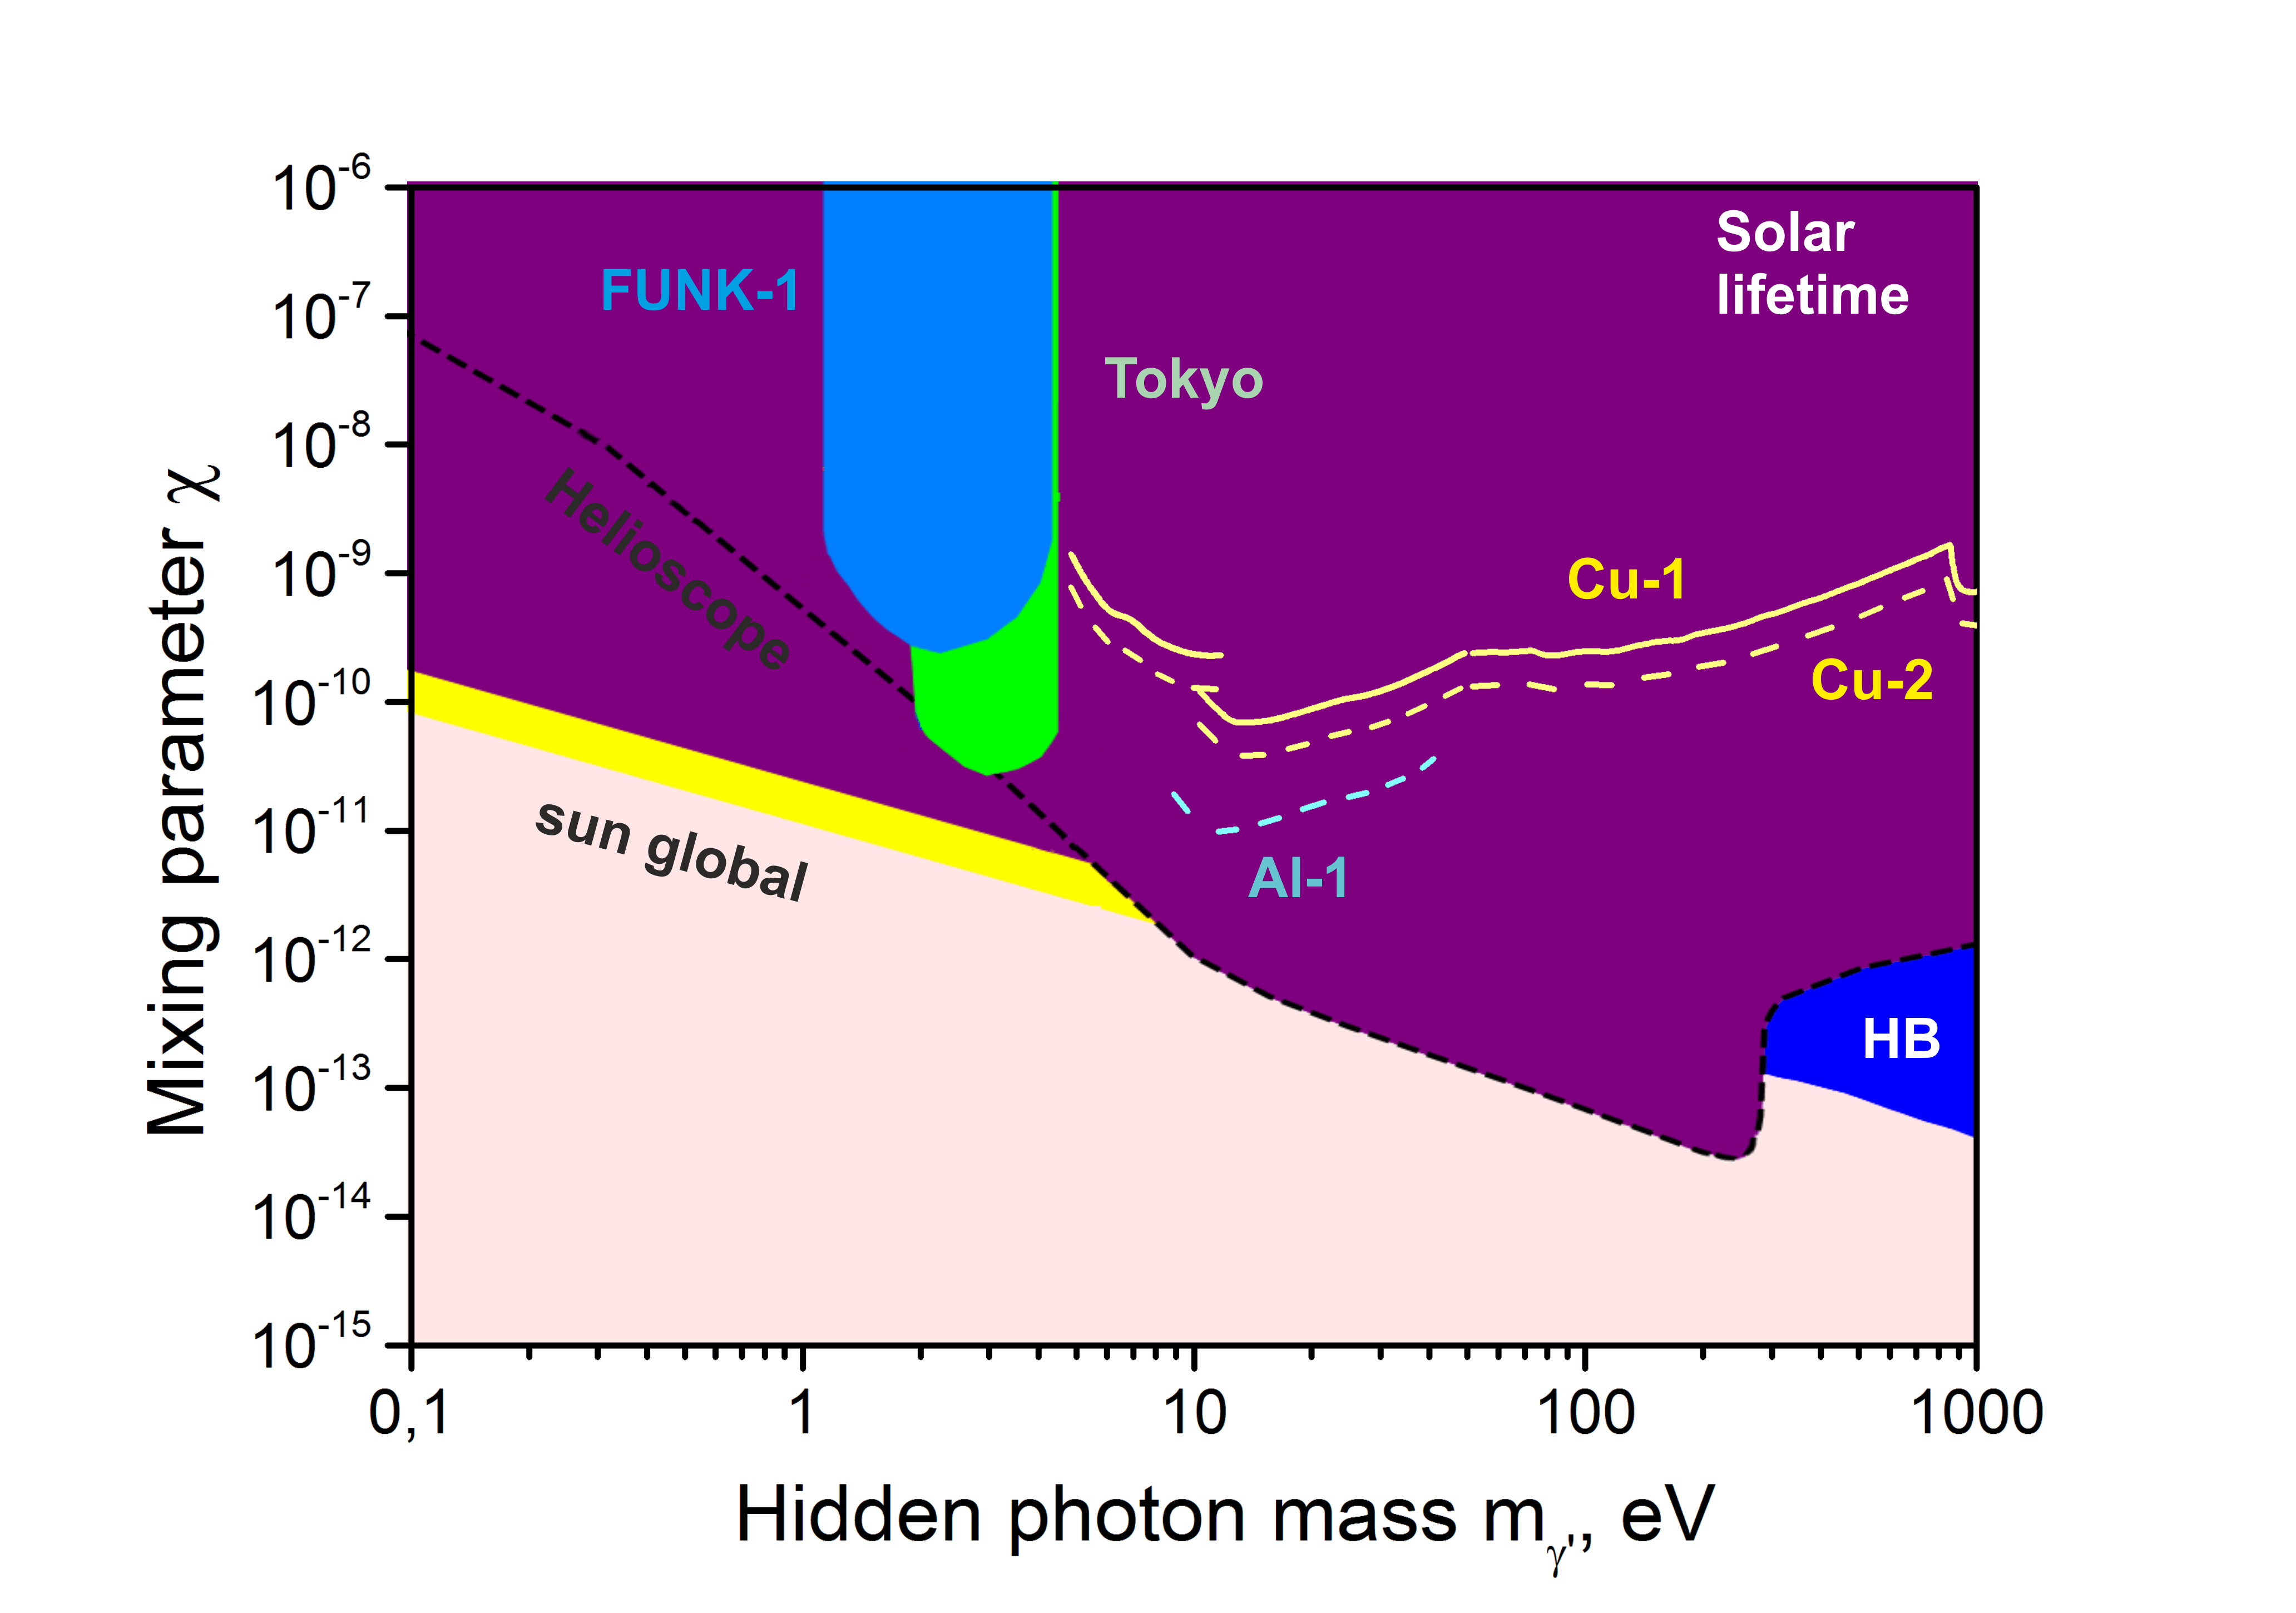 10⁻⁶
10⁻⁷
10⁻⁸
10⁻⁹
10⁻¹⁰
10⁻¹¹
10⁻¹²
10⁻¹³
10⁻¹⁴
10⁻¹⁵
Mixing parameter χ
Solar
lifetime
FUNK-1
Tokyo
Helioscope
Cu-1
Cu-2
sun global
Al-1
HB
0,1
1
10
100
1000
Hidden photon mass mγ', eV